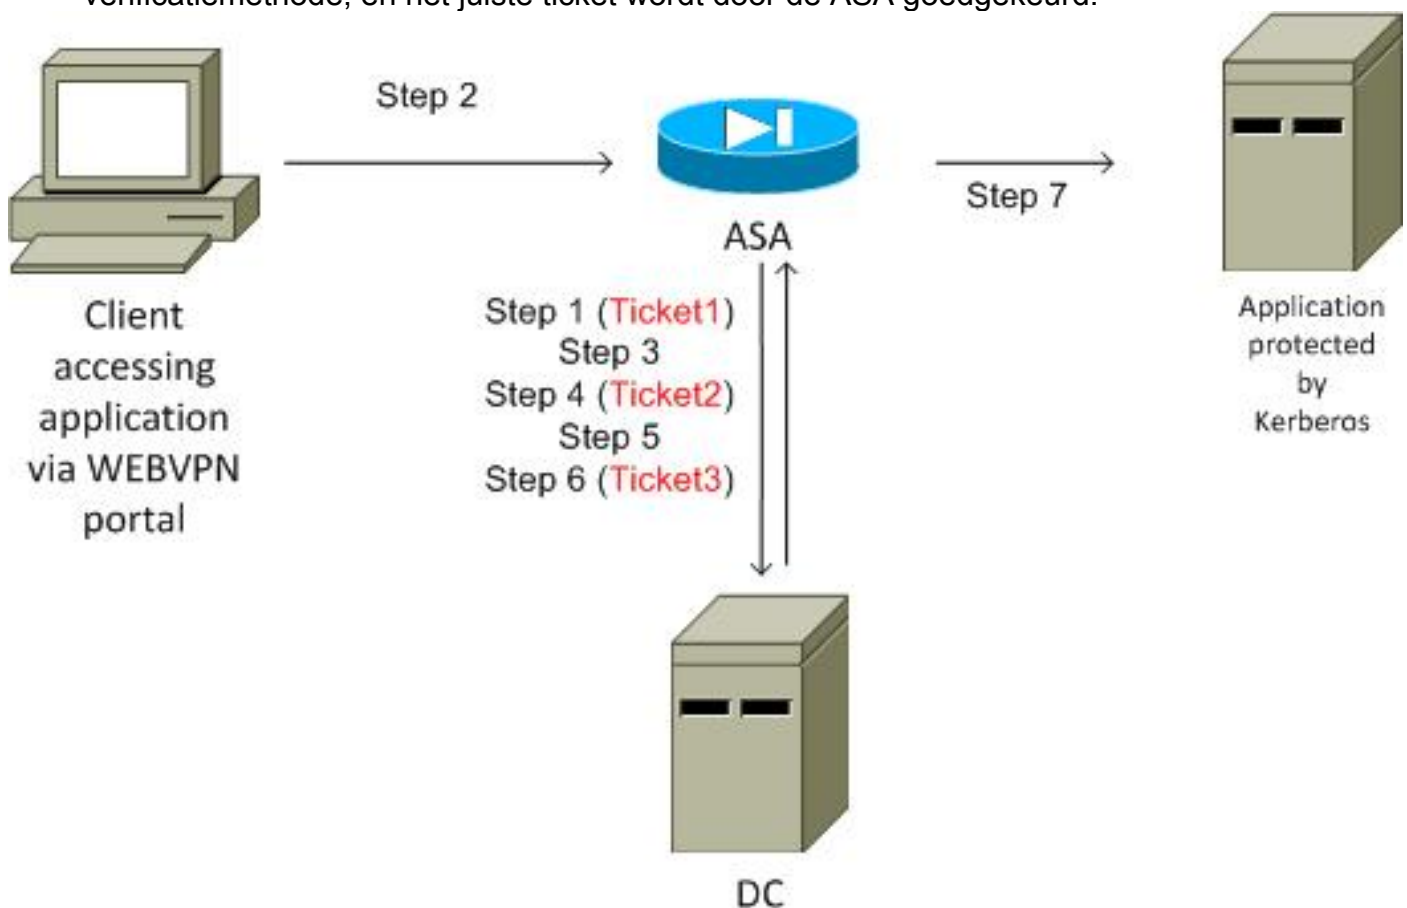 verificatiemethode, en het juiste ticket wordt door de ASA goedgekeurd.
Step 2
Step 7
ASA
Step 1 (Ticket1)
Step 3
Step 4 (Ticket2)
Step 5
Step 6 (Ticket3)
Client
accessing
application
via WEBVPN
portal
Application
protected
by
Kerberos
DC